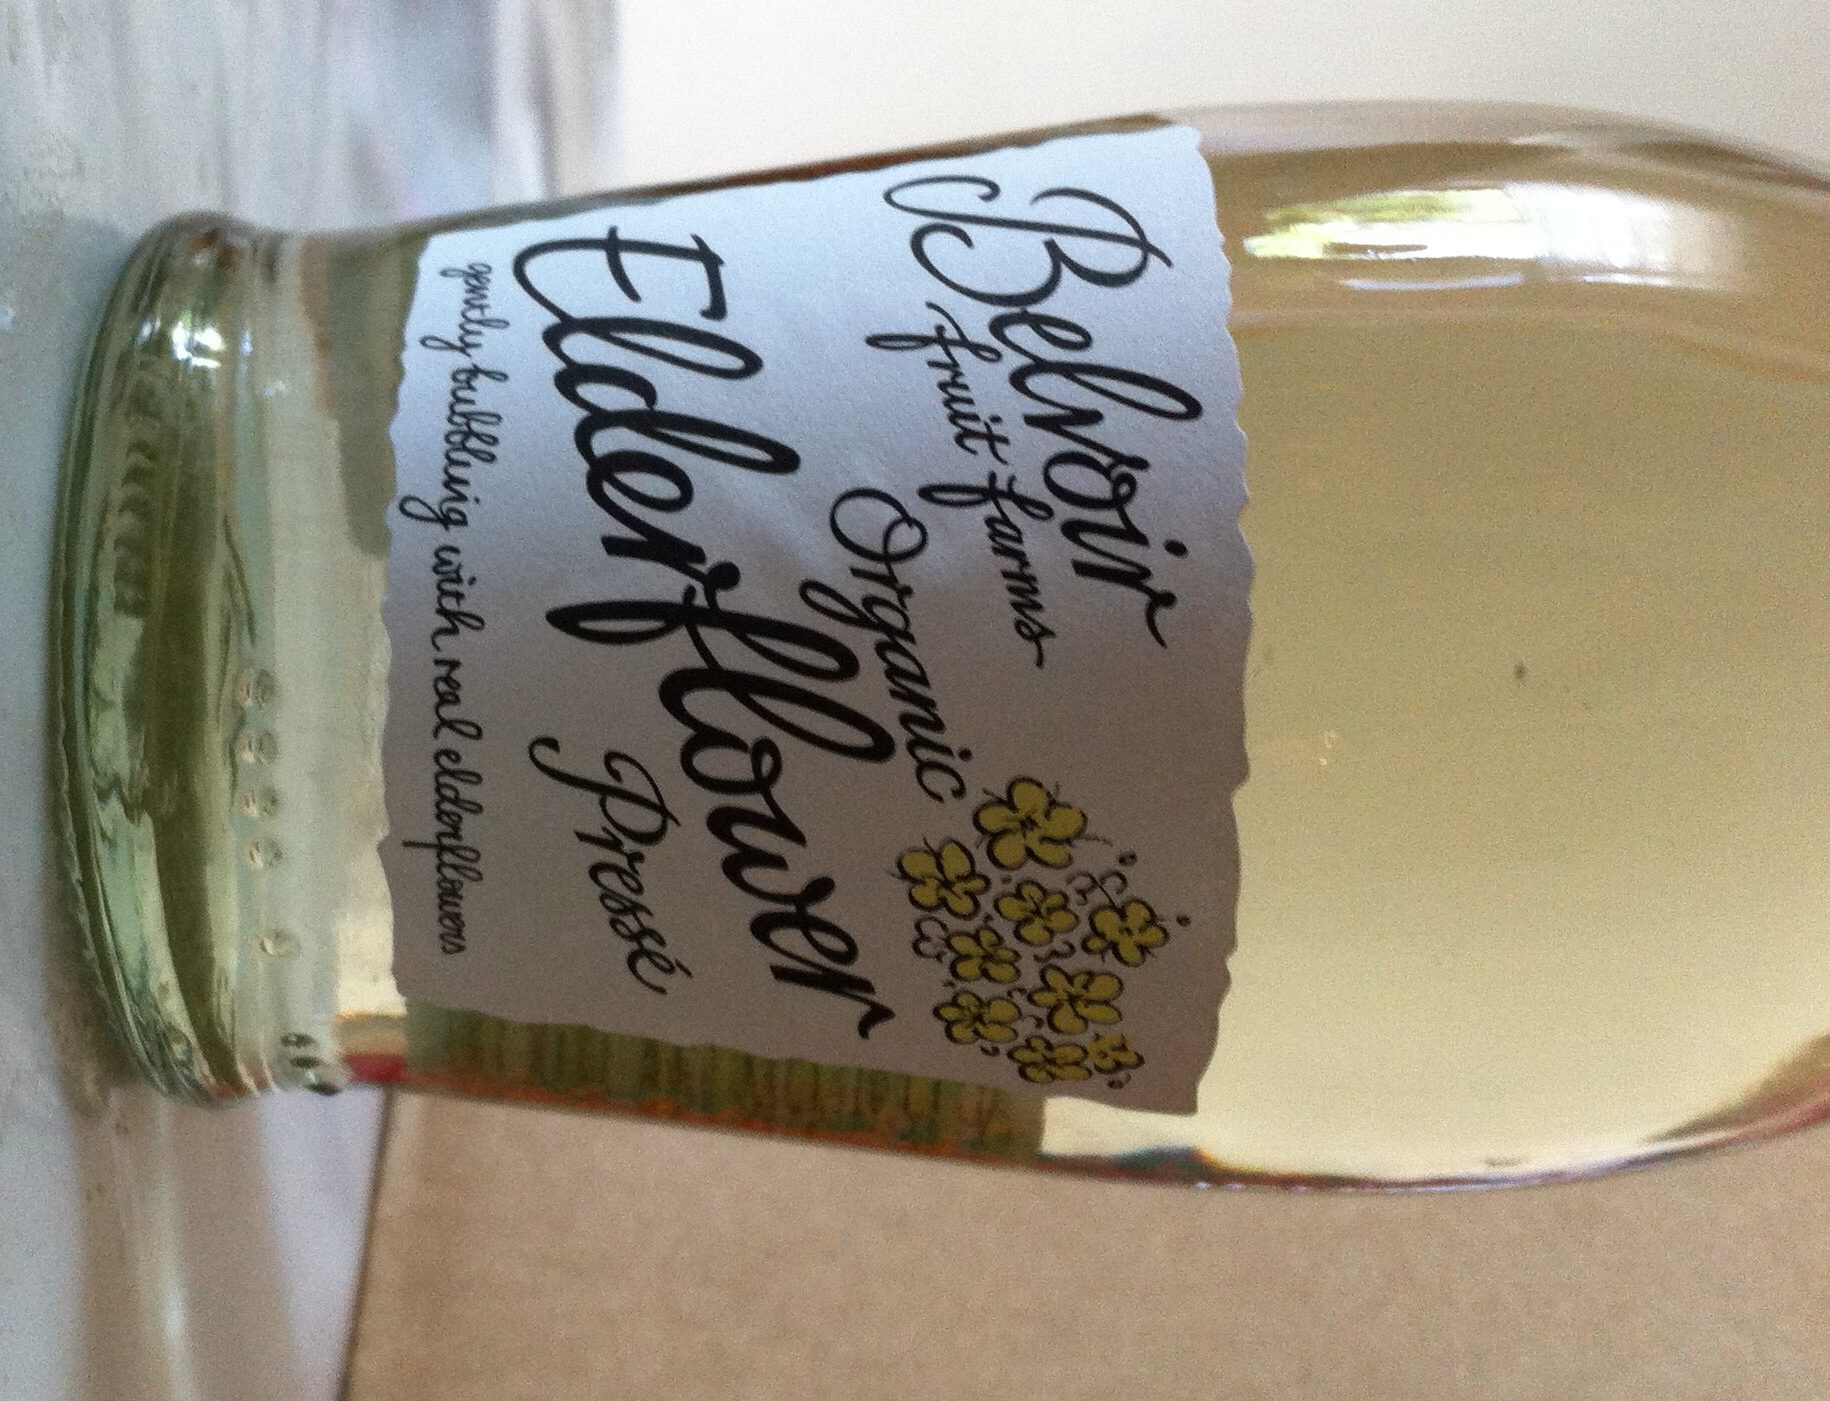 Belvoir
fruit farms
Organic
Elderflower
Pressé
gently bubbling with real elderflowers